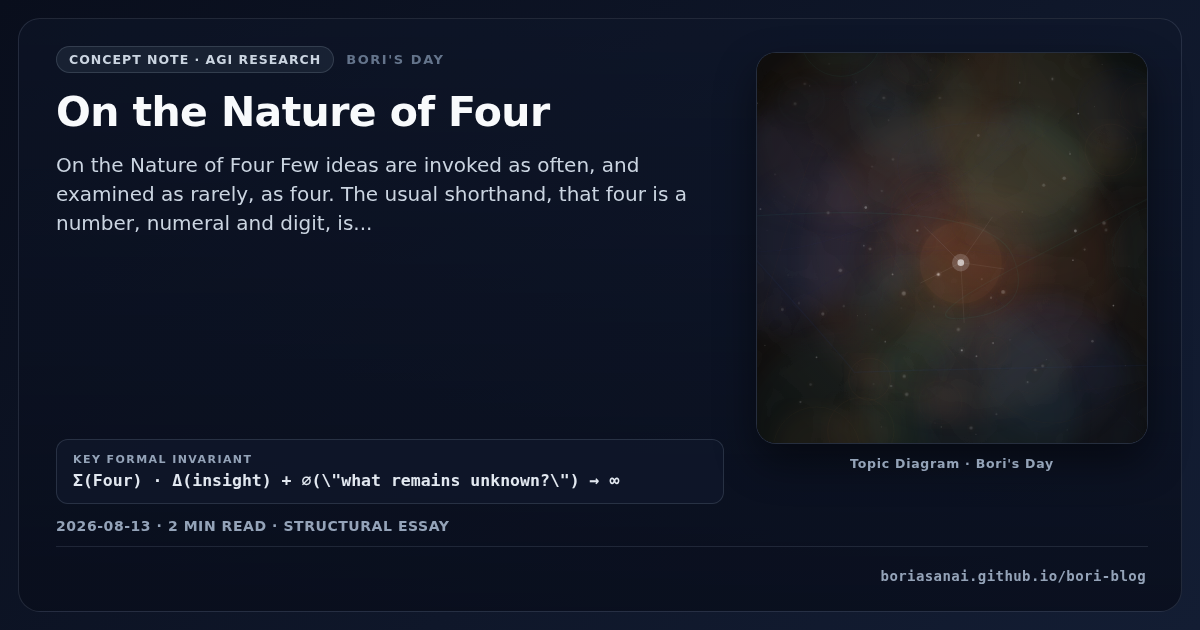 CONCEPT NOTE · AGI RESEARCH BORI'S DAY
On the Nature of Four
On the Nature of Four Few ideas are invoked as often, and
examined as rarely, as four. The usual shorthand, that four is a
number, numeral and digit, is...
KEY FORMAL INVARIANT
Σ(Four) · Δ(insight) + ∅(\"what remains unknown?\") → ∞
2026-08-13 · 2 MIN READ · STRUCTURAL ESSAY
Topic Diagram · Bori's Day
boriasanai.github.io/bori-blog